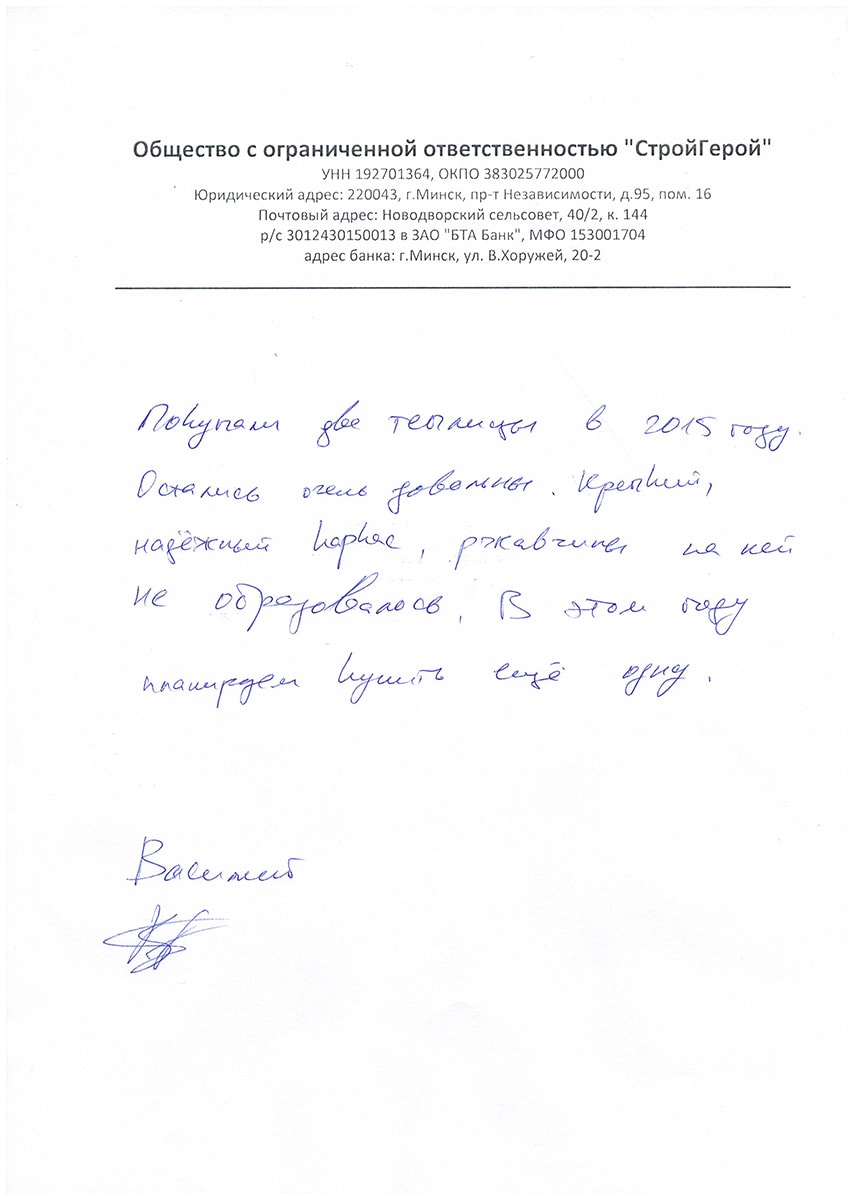 Общество с ограниченной ответственностью "СтройГерой"
УНН 192701364, ОКПО 383025772000
Юридический адрес: 220043, г.Минск, пр-т Независимости, д.95, пом. 16
Почтовый адрес: Новодворский сельсовет, 40/2, к. 144
р/с 3012430150013 в ЗАО "БТА Банк", МФО 153001704
адрес банка: г.Минск, ул. В.Хоружей, 20-2
Покупали две теплицы в 2015 году.
Остались очень довольны. Крепкий,
надёжный каркас, ржавчины на ней
не образовалось. В этом году
планируем купить ещё одну.